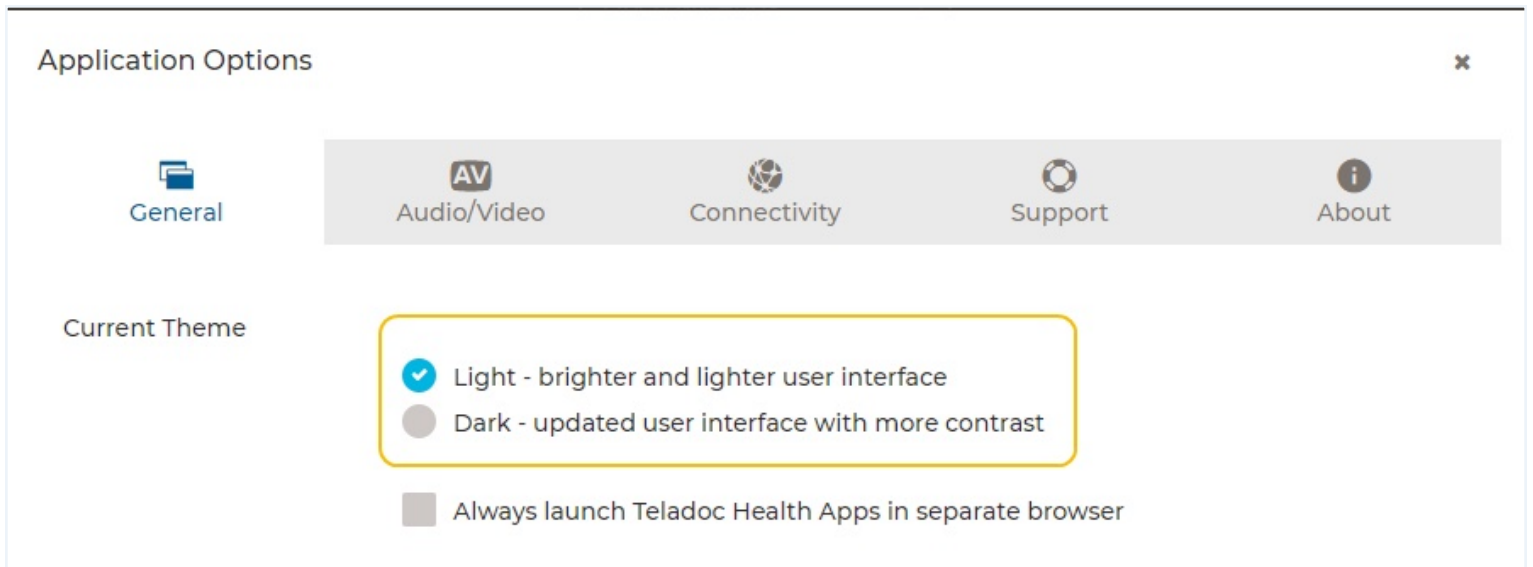 Application Options
AV
General Audio/Video Connectivity Support About
Current Theme
Light - brighter and lighter user interface
Dark - updated user interface with more contrast
Always launch Teladoc Health Apps in separate browser